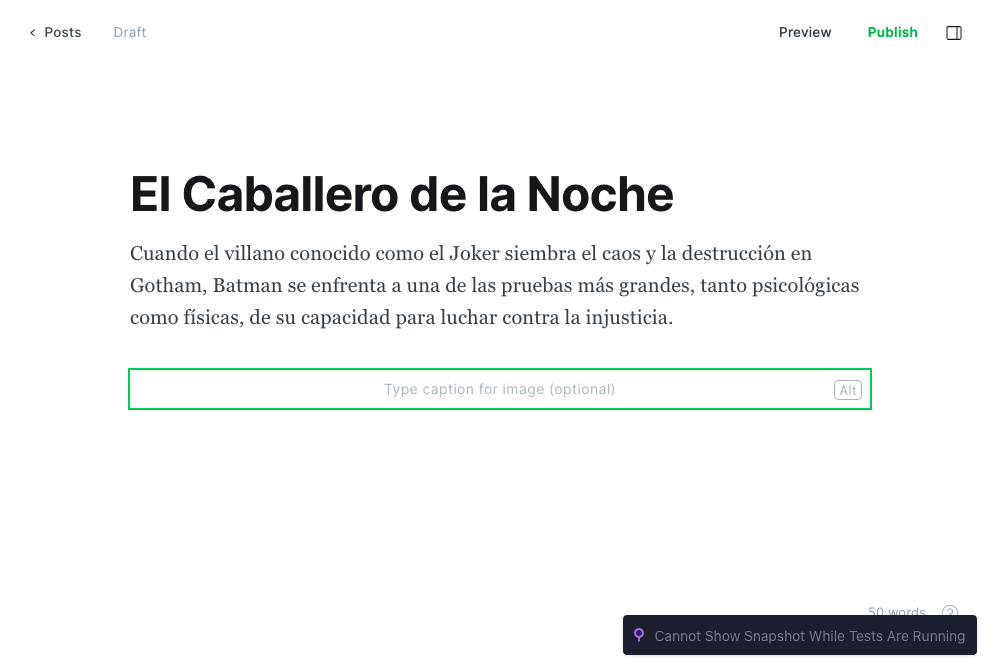 Posts Draft Preview Publish
El Caballero de la Noche
Cuando el villano conocido como el Joker siembra el caos y la destrucción en
Gotham, Batman se enfrenta a una de las pruebas más grandes, tanto psicológicas
como físicas, de su capacidad para luchar contra la injusticia.
Type caption for image (optional) Alt
50 words ?
Cannot Show Snapshot While Tests Are Running